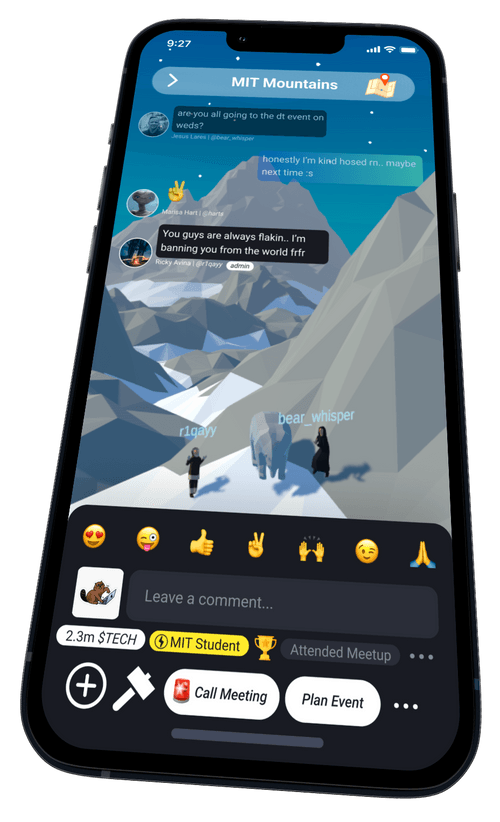 9:27
MIT Mountains
are you all going to the dt event on
weds?
Jesus Lares | @bear_whisper
honestly I'm kind hosed rn.. maybe
next time :s
Marisa Hart | @harta
You guys are always flakin.. I'm
banning you from the world frfr
Ricky Avina | @r1qayy admin
bear_whisper
r1qayy
Leave a comment...
2.3m $TECH MIT Student Attended Meetup
Call Meeting Plan Event